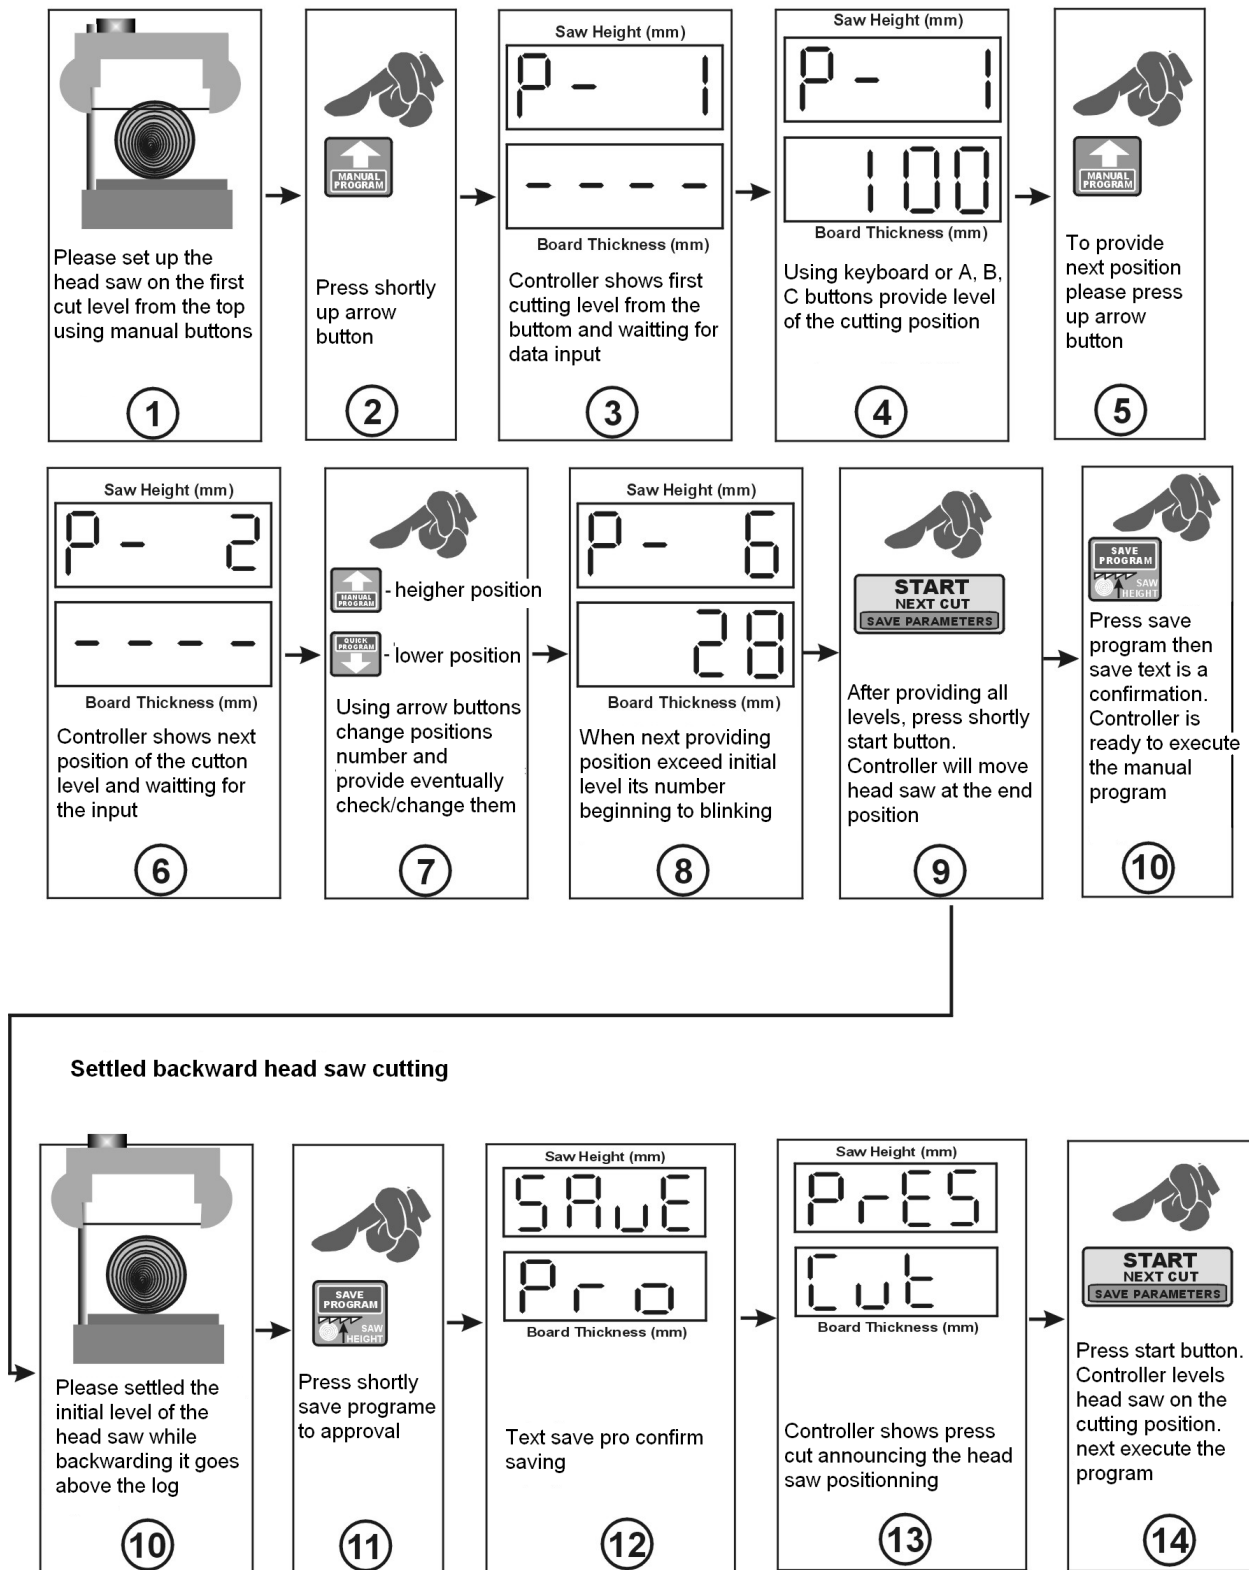 Please set up the
head saw on the first
cut level from the top
using manual buttons
1
MANUAL
PROGRAM
Press shortly
up arrow
button
2
Saw Height (mm)
P- 1
- - - -
Board Thickness (mm)
Controller shows first
cutting level from the
buttom and waitting for
data input
3
Saw Height (mm)
P- 1
100
Board Thickness (mm)
Using keyboard or A, B,
C buttons provide level
of the cutting position
4
MANUAL
PROGRAM
To provide
next position
please press
up arrow
button
5
Saw Height (mm)
P- 2
- - - -
Board Thickness (mm)
Controller shows next
position of the cutton
level and waitting for
the input
6
MANUAL
PROGRAM
- heigher position
QUICK
PROGRAM
- lower position
Using arrow buttons
change positions
number and
provide eventually
check/change them
7
Saw Height (mm)
P- 6
28
Board Thickness (mm)
When next providing
position exceed initial
level its number
beginning to blinking
8
START
NEXT CUT
SAVE PARAMETERS
After providing all
levels, press shortly
start button.
Controller will move
head saw at the end
position
9
SAVE
PROGRAM
SAW
HEIGHT
Press save
program then
save text is a
confirmation.
Controller is
ready to execute
the manual
program
10
Settled backward head saw cutting
Please settled the
initial level of the
head saw while
backwarding it goes
above the log
10
SAVE
PROGRAM
SAW
HEIGHT
Press shortly
save programe
to approval
11
Saw Height (mm)
SAuE
Pro
Board Thickness (mm)
Text save pro confirm
saving
12
Saw Height (mm)
PrES
Cut
Board Thickness (mm)
Controller shows press
cut announcing the head
saw positionning
13
START
NEXT CUT
SAVE PARAMETERS
Press start button.
Controller levels
head saw on the
cutting position.
next execute the
program
14